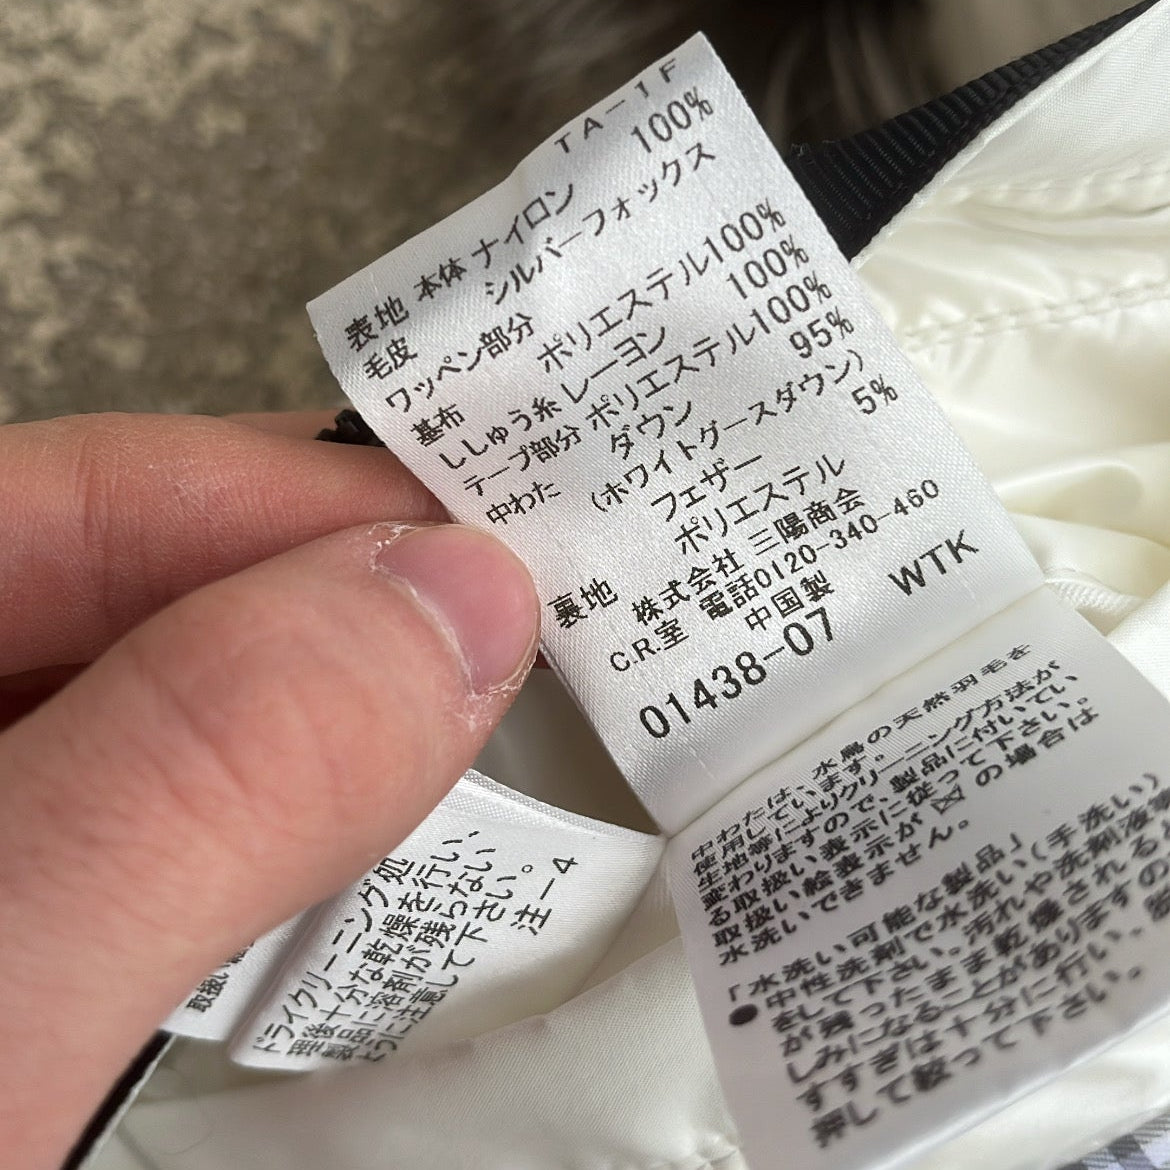 TA-1F
表地 本体 ナイロン 100%
毛皮 シルバーフォックス
ワッペン部分
基布 ポリエステル100%
ししゅう糸 レーヨン 100%
テープ部分 ポリエステル100%
中わた ダウン 95%
(ホワイトグースダウン)
フェザー 5%
裏地 ポリエステル
株式会社 三陽商会
C.R.室 電話0120-340-460
中国製
01438-07 WTK
中わたは、水鳥の天然羽毛を
使用しています。
生地等によりクリーニング方法が
変わりますので、製品に付いてい
る取扱い表示に従って下さい。
取扱い絵表示が の場合は
水洗いできません。
「水洗い可能な製品」
● 中性洗剤で水洗い(手洗い)
をして下さい。汚れや洗剤液等
が残ったまま乾燥されると
しみになることがありますの
すすぎは十分に行い、
押して絞って下さい。
取扱い
ドライクリーニング処
理後十分な乾燥を行い、
製品に溶剤が残らない
ように注意して下さい。
注-4